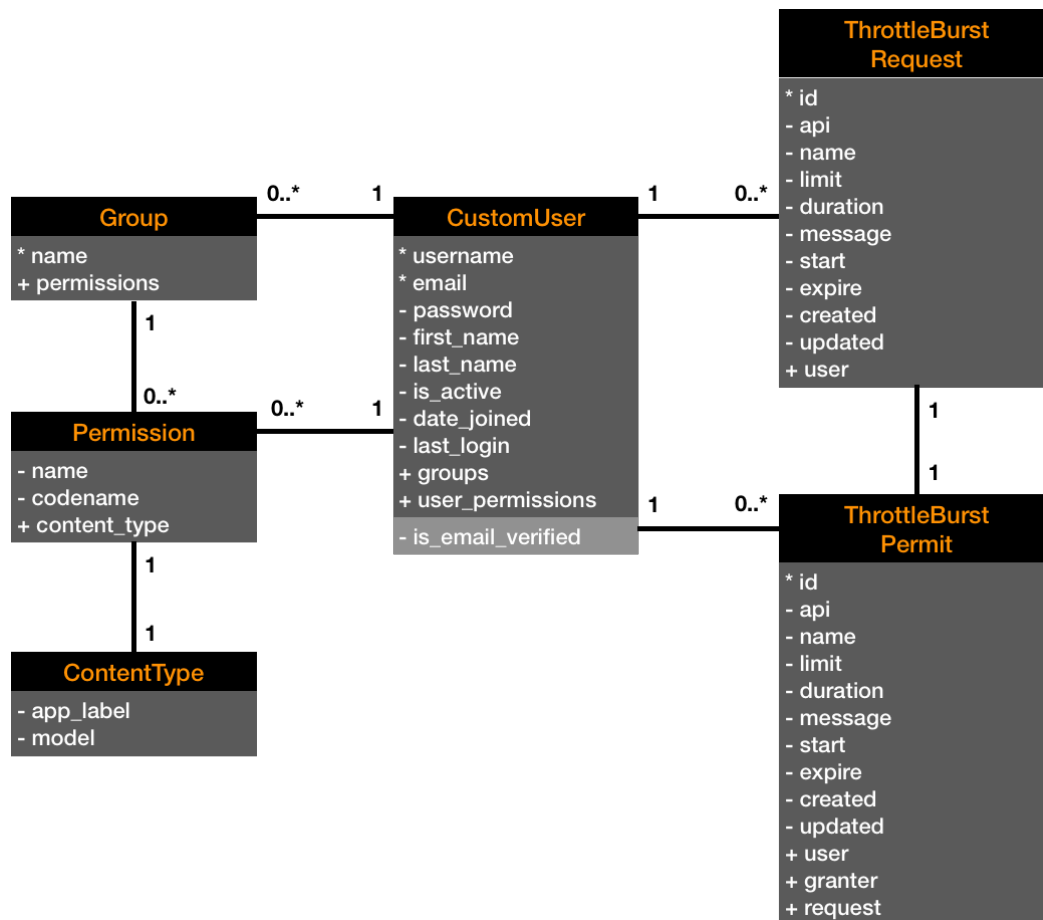 Group
* name
+ permissions
0..*
1
1
0..*
Permission
- name
- codename
+ content_type
0..*
1
1
1
ContentType
- app_label
- model
CustomUser
* username
* email
- password
- first_name
- last_name
- is_active
- date_joined
- last_login
+ groups
+ user_permissions
- is_email_verified
1
0..*
1
0..*
ThrottleBurst
Request
* id
- api
- name
- limit
- duration
- message
- start
- expire
- created
- updated
+ user
1
1
ThrottleBurst
Permit
* id
- api
- name
- limit
- duration
- message
- start
- expire
- created
- updated
+ user
+ granter
+ request